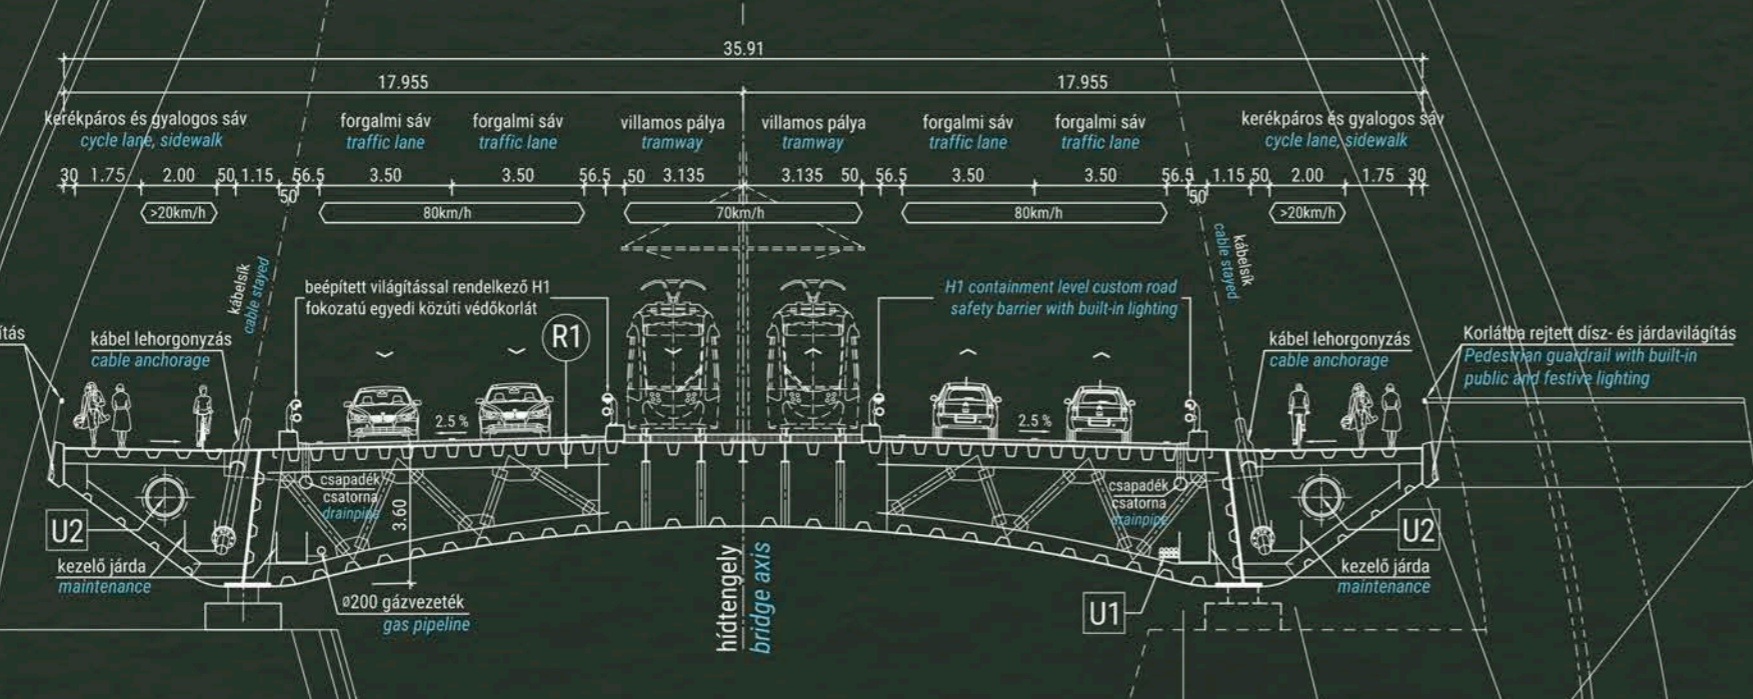 35.91
17.955 17.955
kerékpáros és gyalogos sáv
cycle lane, sidewalk
forgalmi sáv
traffic lane
forgalmi sáv
traffic lane
villamos pálya
tramway
villamos pálya
tramway
forgalmi sáv
traffic lane
forgalmi sáv
traffic lane
kerékpáros és gyalogos sáv
cycle lane, sidewalk
30 1.75 2.00 50 1.15 50 56.5 3.50 3.50 56.5 50 3.135 3.135 50 56.5 3.50 3.50 56.5 50 1.15 50 2.00 1.75 30
>20km/h 80km/h 70km/h 80km/h >20km/h
kábelsík
cable stayed
kábelsík
cable stayed
beépített világítással rendelkező H1
fokozatú egyedi közúti védőkorlát
H1 containment level custom road
safety barrier with built-in lighting
R1
ítás
kábel lehorgonyzás
cable anchorage
kábel lehorgonyzás
cable anchorage
Korlátba rejtett dísz- és járdavilágítás
Pedestrian guardrail with built-in
public and festive lighting
2.5 %
2.5 %
csapadék
csatorna
drainpipe
3.60
csapadék
csatorna
drainpipe
U2
U2
kezelő járda
maintenance
kezelő járda
maintenance
ø200 gázvezeték
gas pipeline
hídtengely
bridge axis
U1